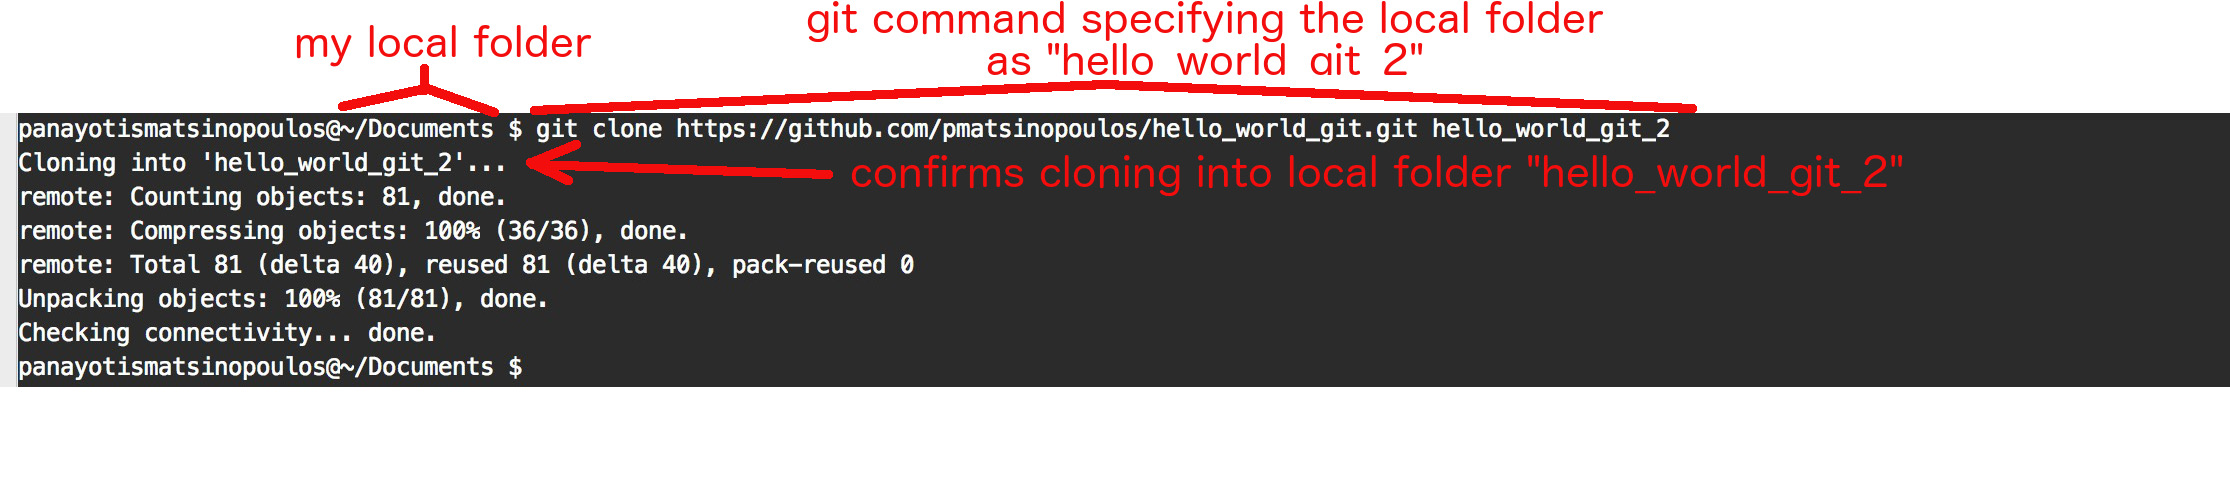 my local folder
git command specifying the local folder
as "hello_world_git_2"
panayotismatsinopoulos@~/Documents $ git clone https://github.com/pmatsinopoulos/hello_world_git.git hello_world_git_2
Cloning into 'hello_world_git_2'...
confirms cloning into local folder "hello_world_git_2"
remote: Counting objects: 81, done.
remote: Compressing objects: 100% (36/36), done.
remote: Total 81 (delta 40), reused 81 (delta 40), pack-reused 0
Unpacking objects: 100% (81/81), done.
Checking connectivity... done.
panayotismatsinopoulos@~/Documents $